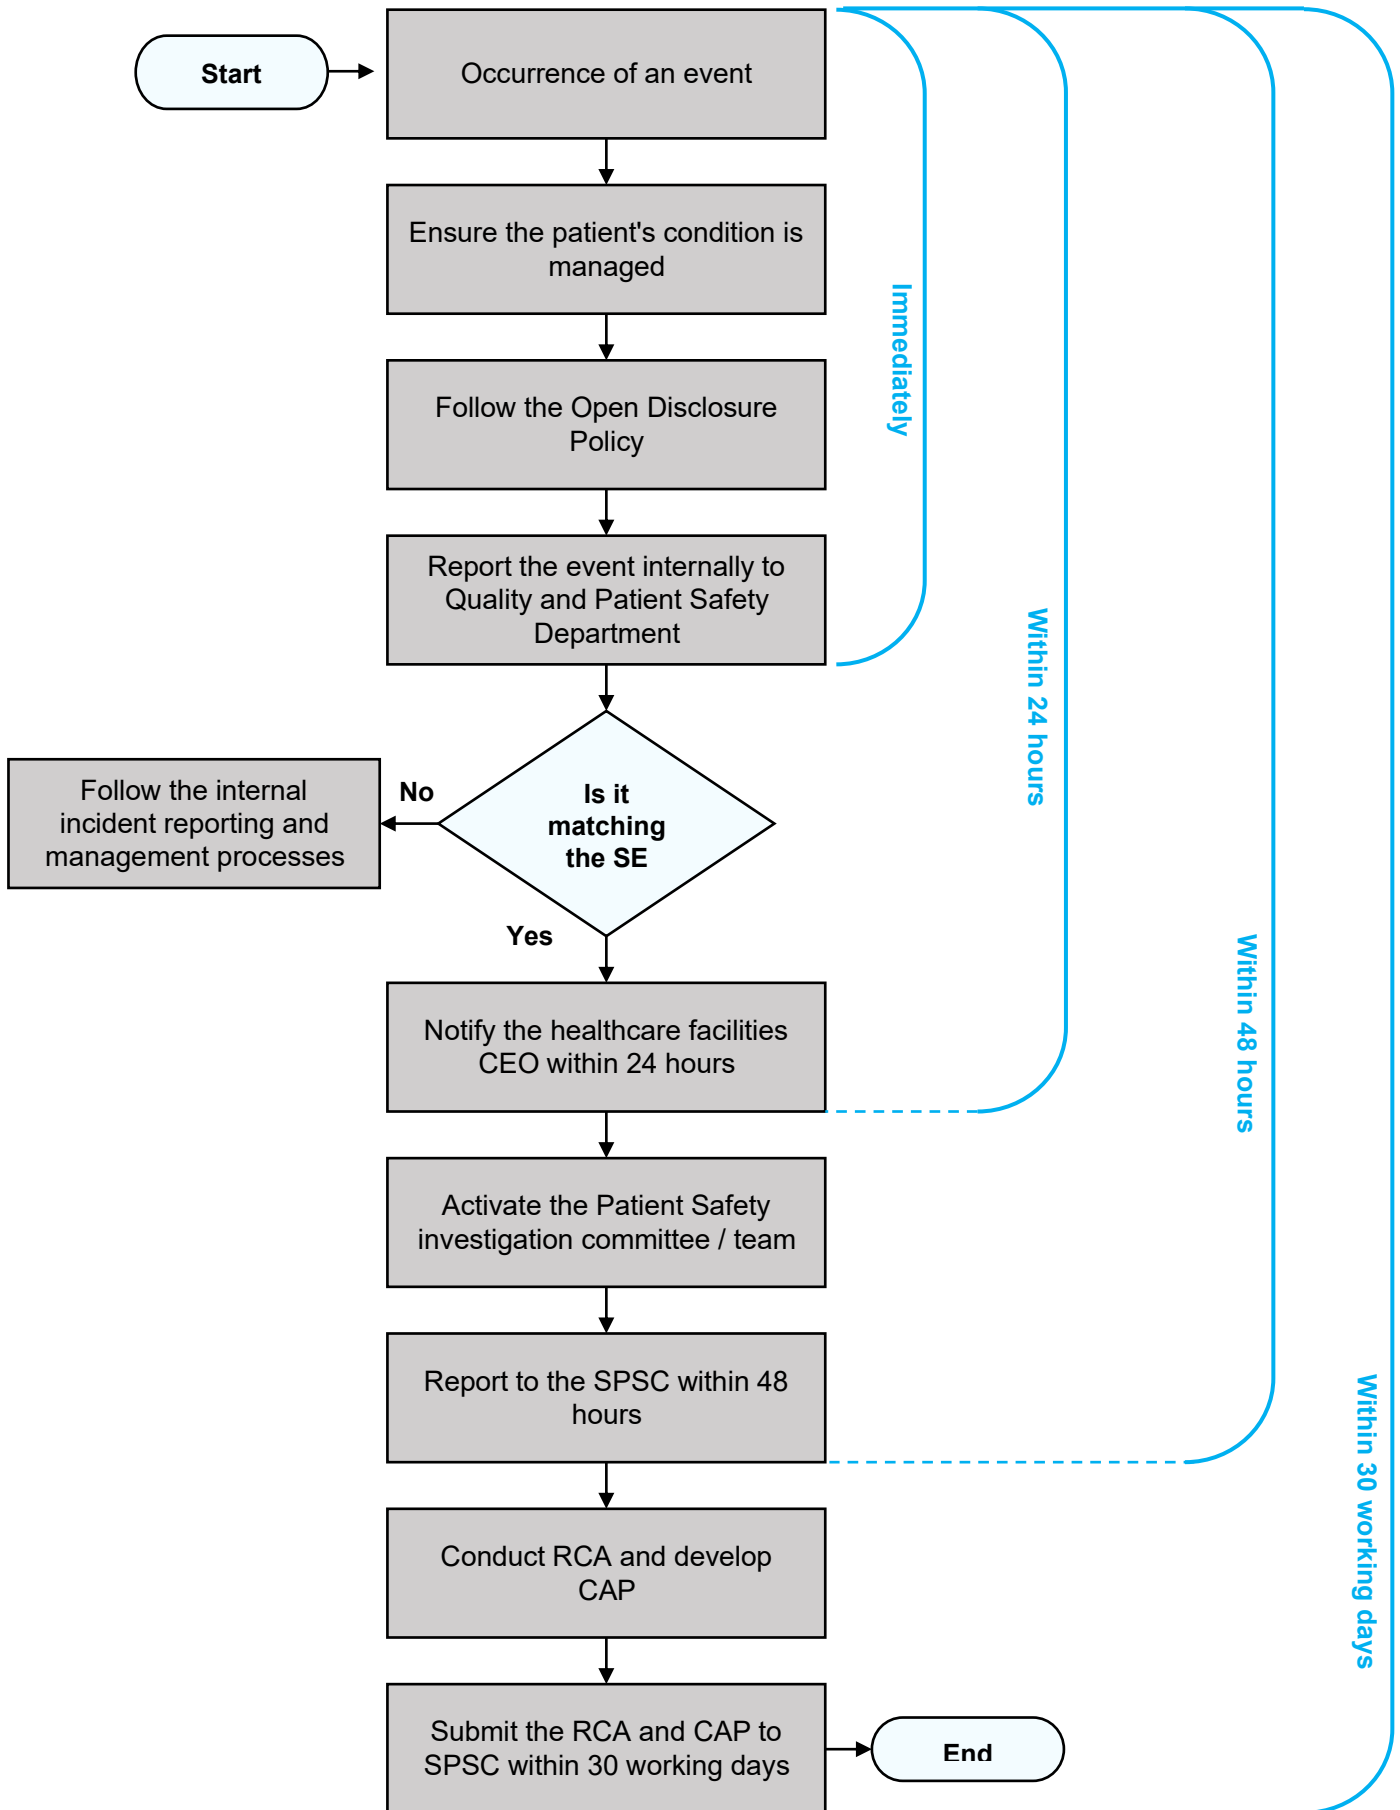 Start
Occurrence of an event
Ensure the patient's condition is
managed
Immediately
Follow the Open Disclosure
Policy
Report the event internally to
Quality and Patient Safety
Department
Within 24 hours
Follow the internal
incident reporting and
management processes
No
Is it
matching
the SE
Yes
Within 48 hours
Notify the healthcare facilities
CEO within 24 hours
Activate the Patient Safety
investigation committee / team
Report to the SPSC within 48
hours
Within 30 working days
Conduct RCA and develop
CAP
Submit the RCA and CAP to
SPSC within 30 working days
End